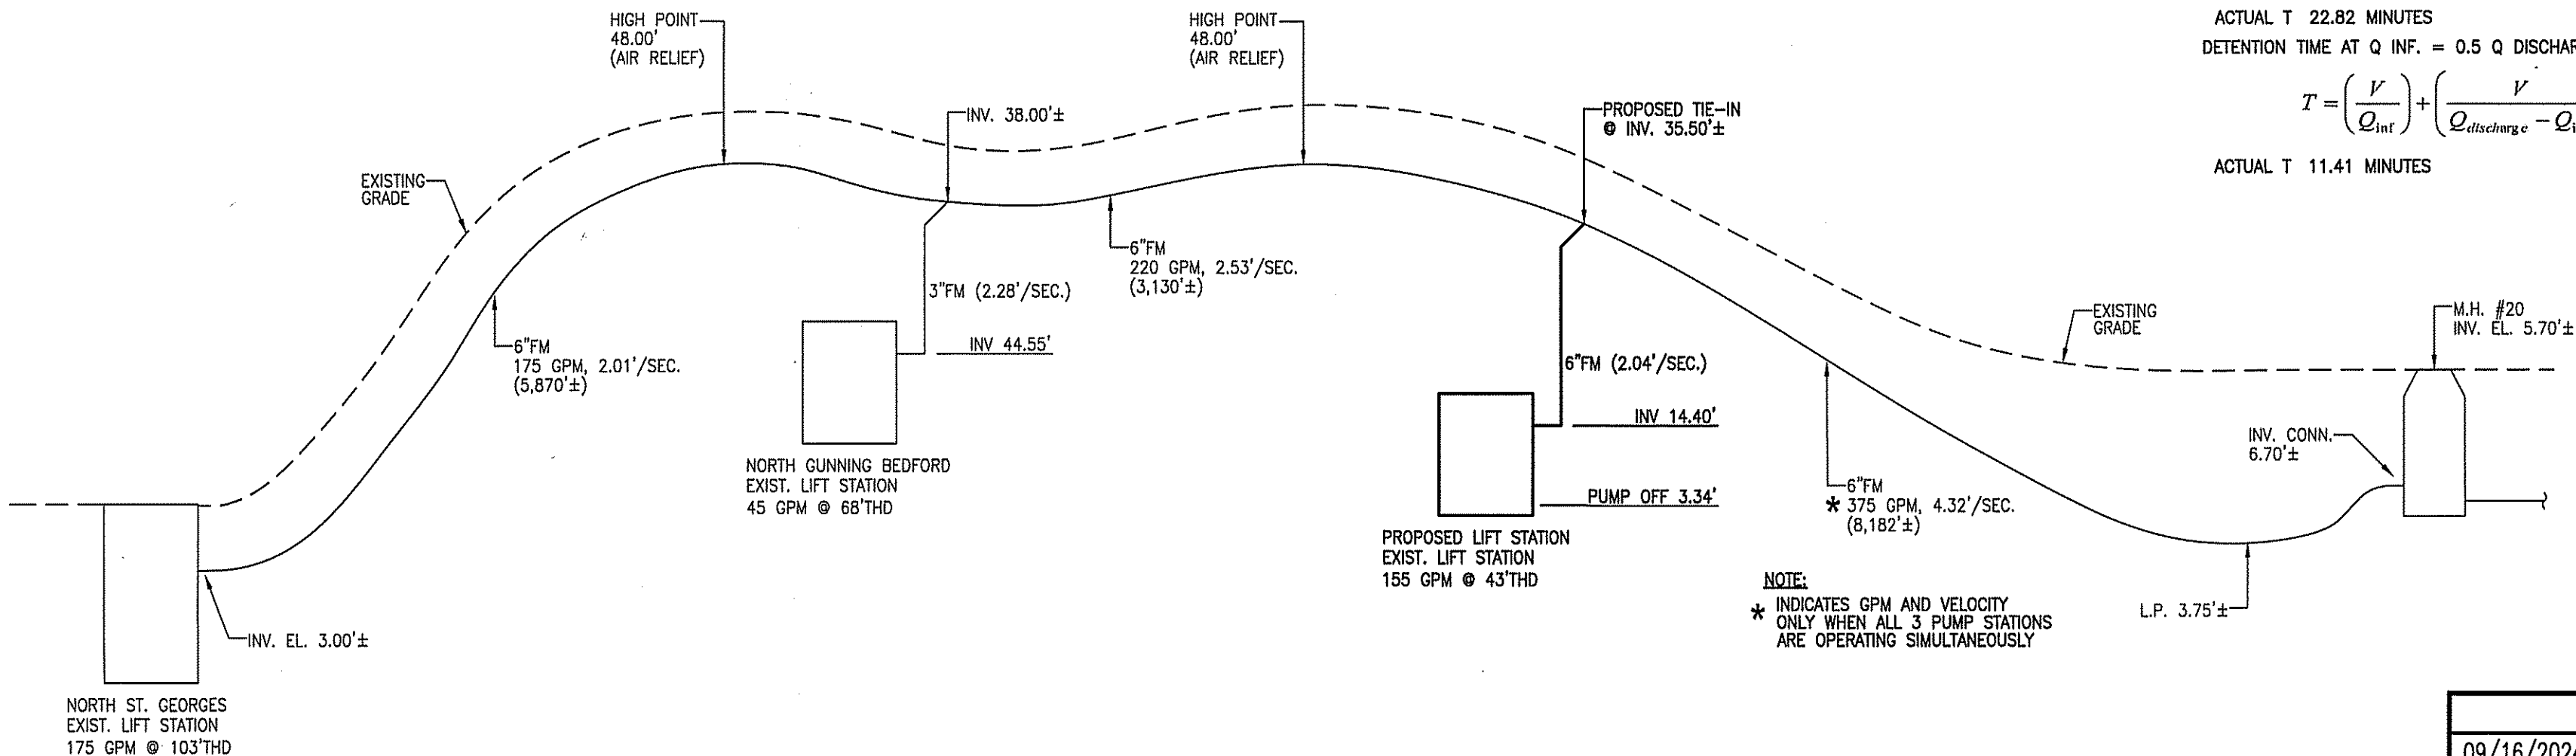 HIGH POINT
48.00'
(AIR RELIEF)
HIGH POINT
48.00'
(AIR RELIEF)
ACTUAL T 22.82 MINUTES
DETENTION TIME AT Q INF. = 0.5 Q DISCHAR
T = (V / Q_inf) + (V / Q_discharge − Q_i
ACTUAL T 11.41 MINUTES
INV. 38.00'±
PROPOSED TIE-IN
@ INV. 35.50'±
EXISTING
GRADE
6"FM
175 GPM, 2.01'/SEC.
(5,870'±)
3"FM (2.28'/SEC.)
INV 44.55'
6"FM
220 GPM, 2.53'/SEC.
(3,130'±)
NORTH GUNNING BEDFORD
EXIST. LIFT STATION
45 GPM @ 68'THD
6"FM (2.04'/SEC.)
INV 14.40'
PUMP OFF 3.34'
PROPOSED LIFT STATION
EXIST. LIFT STATION
155 GPM @ 43'THD
EXISTING
GRADE
M.H. #20
INV. EL. 5.70'±
INV. CONN.
6.70'±
6"FM
* 375 GPM, 4.32'/SEC.
(8,182'±)
L.P. 3.75'±
NOTE:
* INDICATES GPM AND VELOCITY
ONLY WHEN ALL 3 PUMP STATIONS
ARE OPERATING SIMULTANEOUSLY
INV. EL. 3.00'±
NORTH ST. GEORGES
EXIST. LIFT STATION
175 GPM @ 103'THD
09/16/202